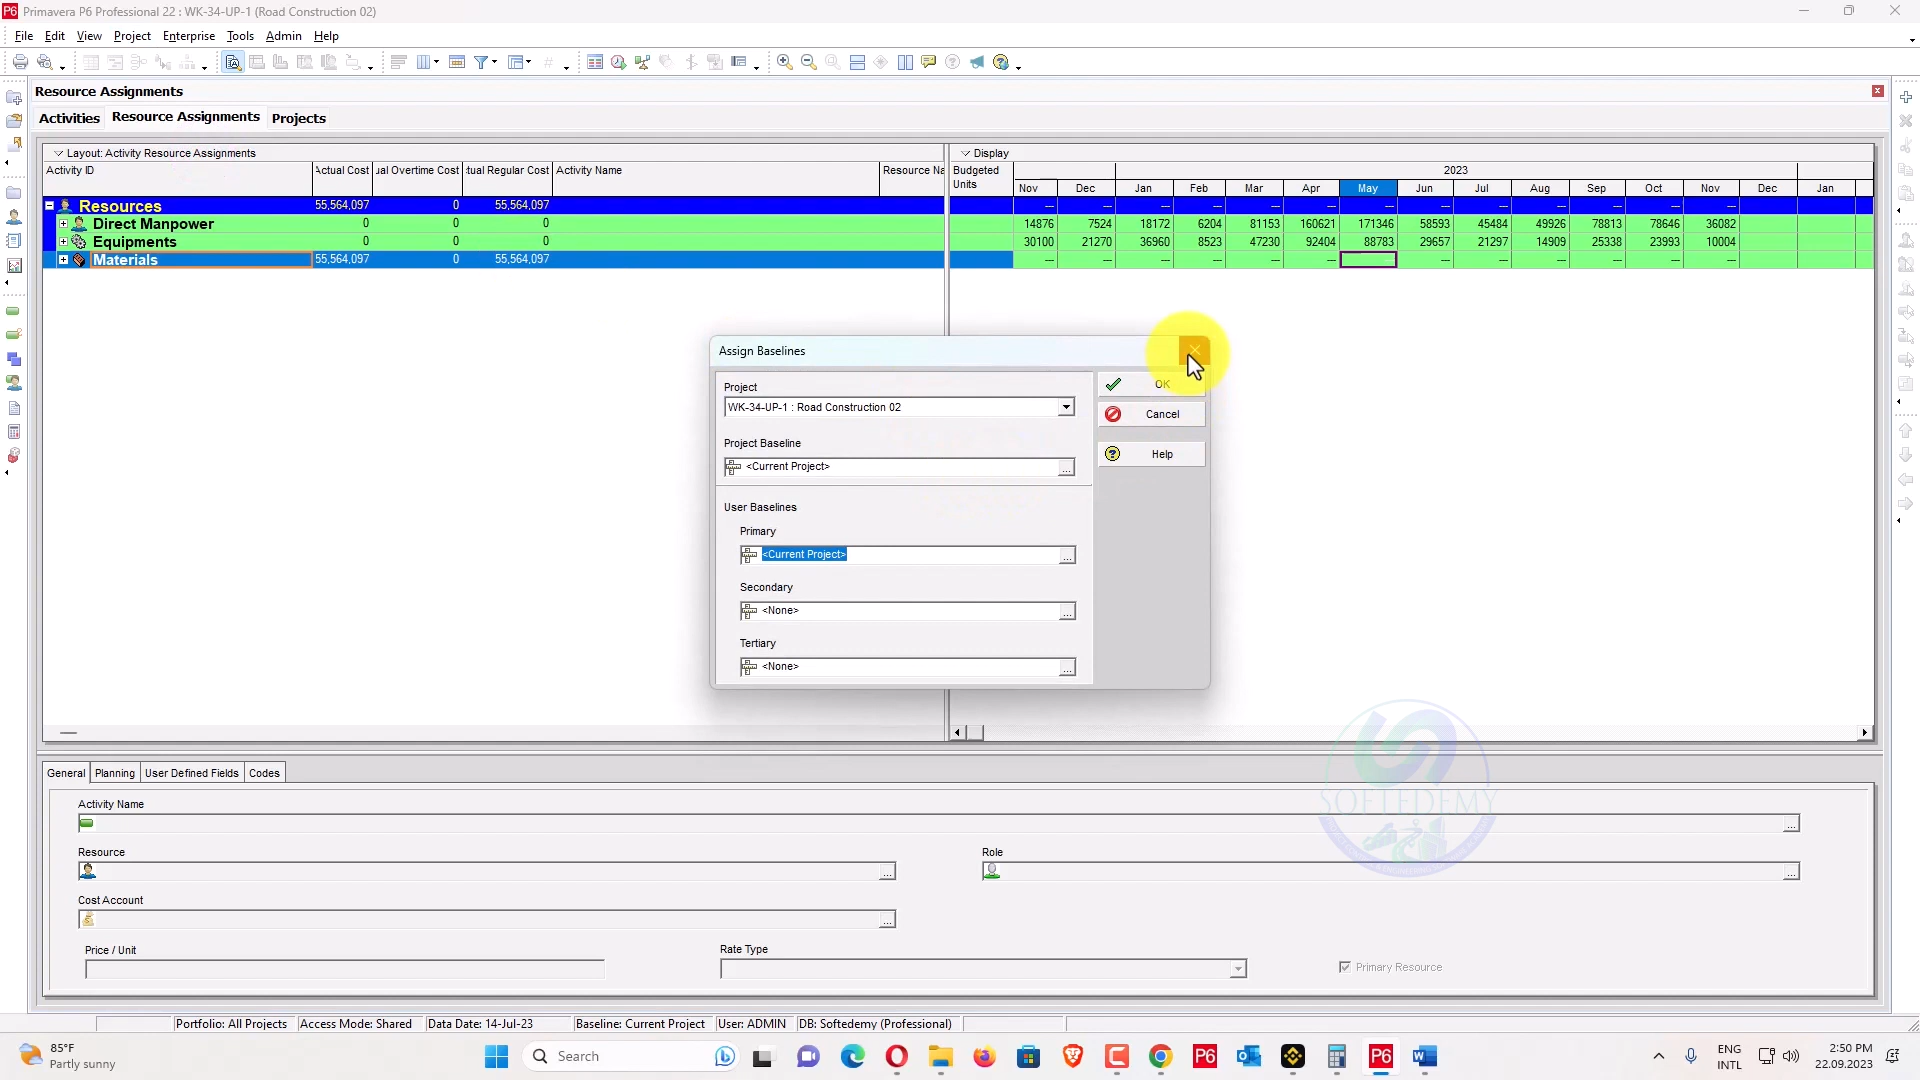 Primavera P6 Professional 22 : WK-34-UP-1 (Road Construction 02)
File Edit View Project Enterprise Tools Admin Help
Resource Assignments
Activities Resource Assignments Projects
Layout: Activity Resource Assignments
Display
Activity ID Actual Cost ual Overtime Cost tual Regular Cost Activity Name Resource Na Budgeted Units 2023
Nov Dec Jan Feb Mar Apr May Jun Jul Aug Sep Oct Nov Dec Jan
Resources 55,564,097 0 55,564,097
Direct Manpower 0 0 0 14876 7524 18172 6204 81153 160621 171346 58593 45484 49926 78813 78646 36082
Equipments 0 0 0 30100 21270 36960 8523 47230 92404 88783 29657 21297 14909 25338 23993 10004
Materials 55,564,097 0 55,564,097
Assign Baselines
Project
WK-34-UP-1 : Road Construction 02
OK
Cancel
Help
Project Baseline
<Current Project>
User Baselines
Primary
<Current Project>
Secondary
<None>
Tertiary
<None>
SOFTEDEMY
General Planning User Defined Fields Codes
Activity Name
Resource Role
Cost Account
Price / Unit Rate Type Primary Resource
Portfolio: All Projects Access Mode: Shared Data Date: 14-Jul-23 Baseline: Current Project User: ADMIN DB: Softedemy (Professional)
85°F
Partly sunny
Search
ENG
INTL
2:50 PM
22.09.2023